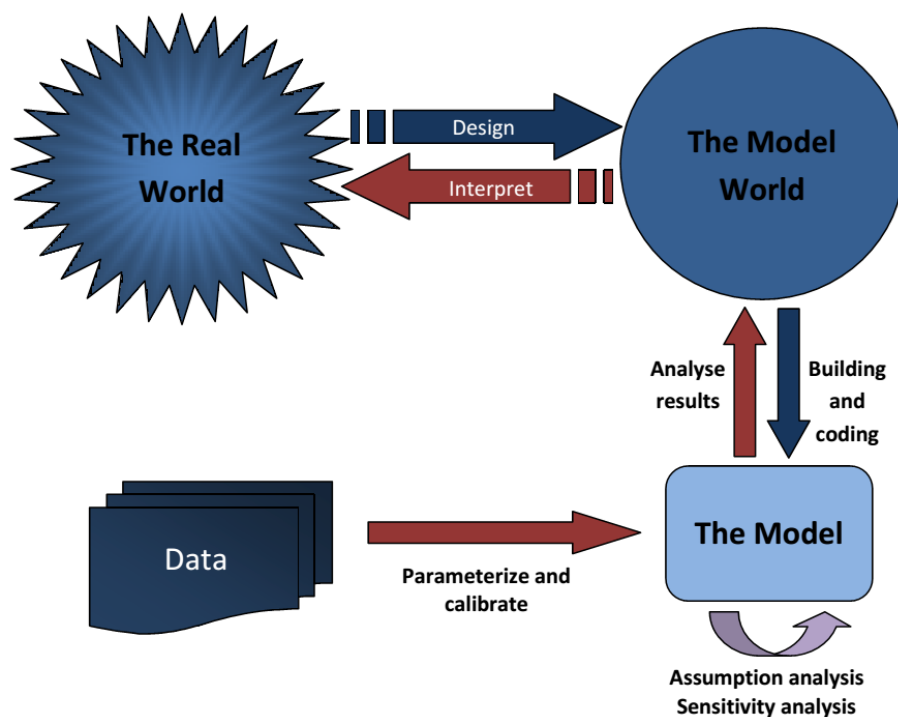 The Real
World
Design
Interpret
The Model
World
Analyse
results
Building
and
coding
Data
Parameterize and
calibrate
The Model
Assumption analysis
Sensitivity analysis